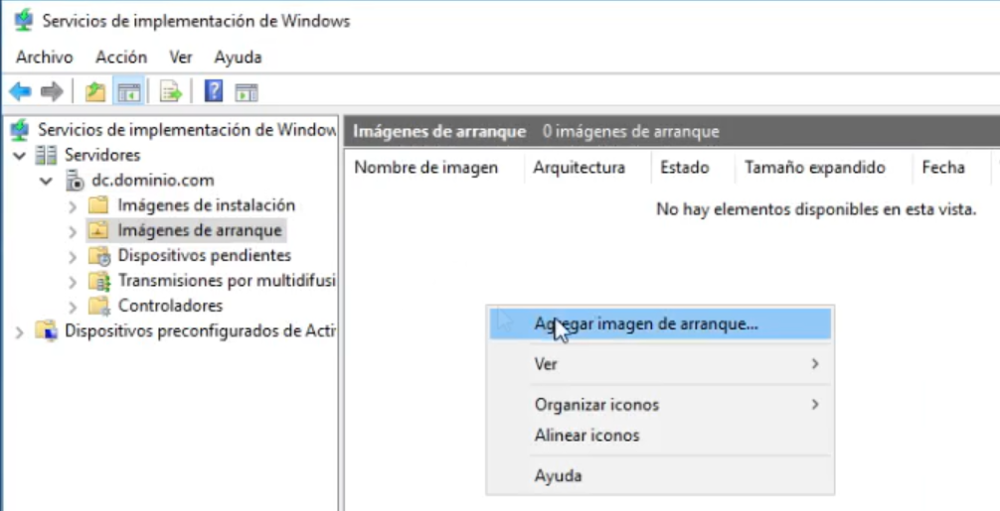 Servicios de implementación de Windows
Archivo Acción Ver Ayuda
Servicios de implementación de Window
Servidores
dc.dominio.com
Imágenes de instalación
Imágenes de arranque
Dispositivos pendientes
Transmisiones por multidifusi
Controladores
Dispositivos preconfigurados de Acti
Imágenes de arranque 0 imágenes de arranque
Nombre de imagen Arquitectura Estado Tamaño expandido Fecha
No hay elementos disponibles en esta vista.
Agregar imagen de arranque...
Ver
Organizar iconos
Alinear iconos
Ayuda